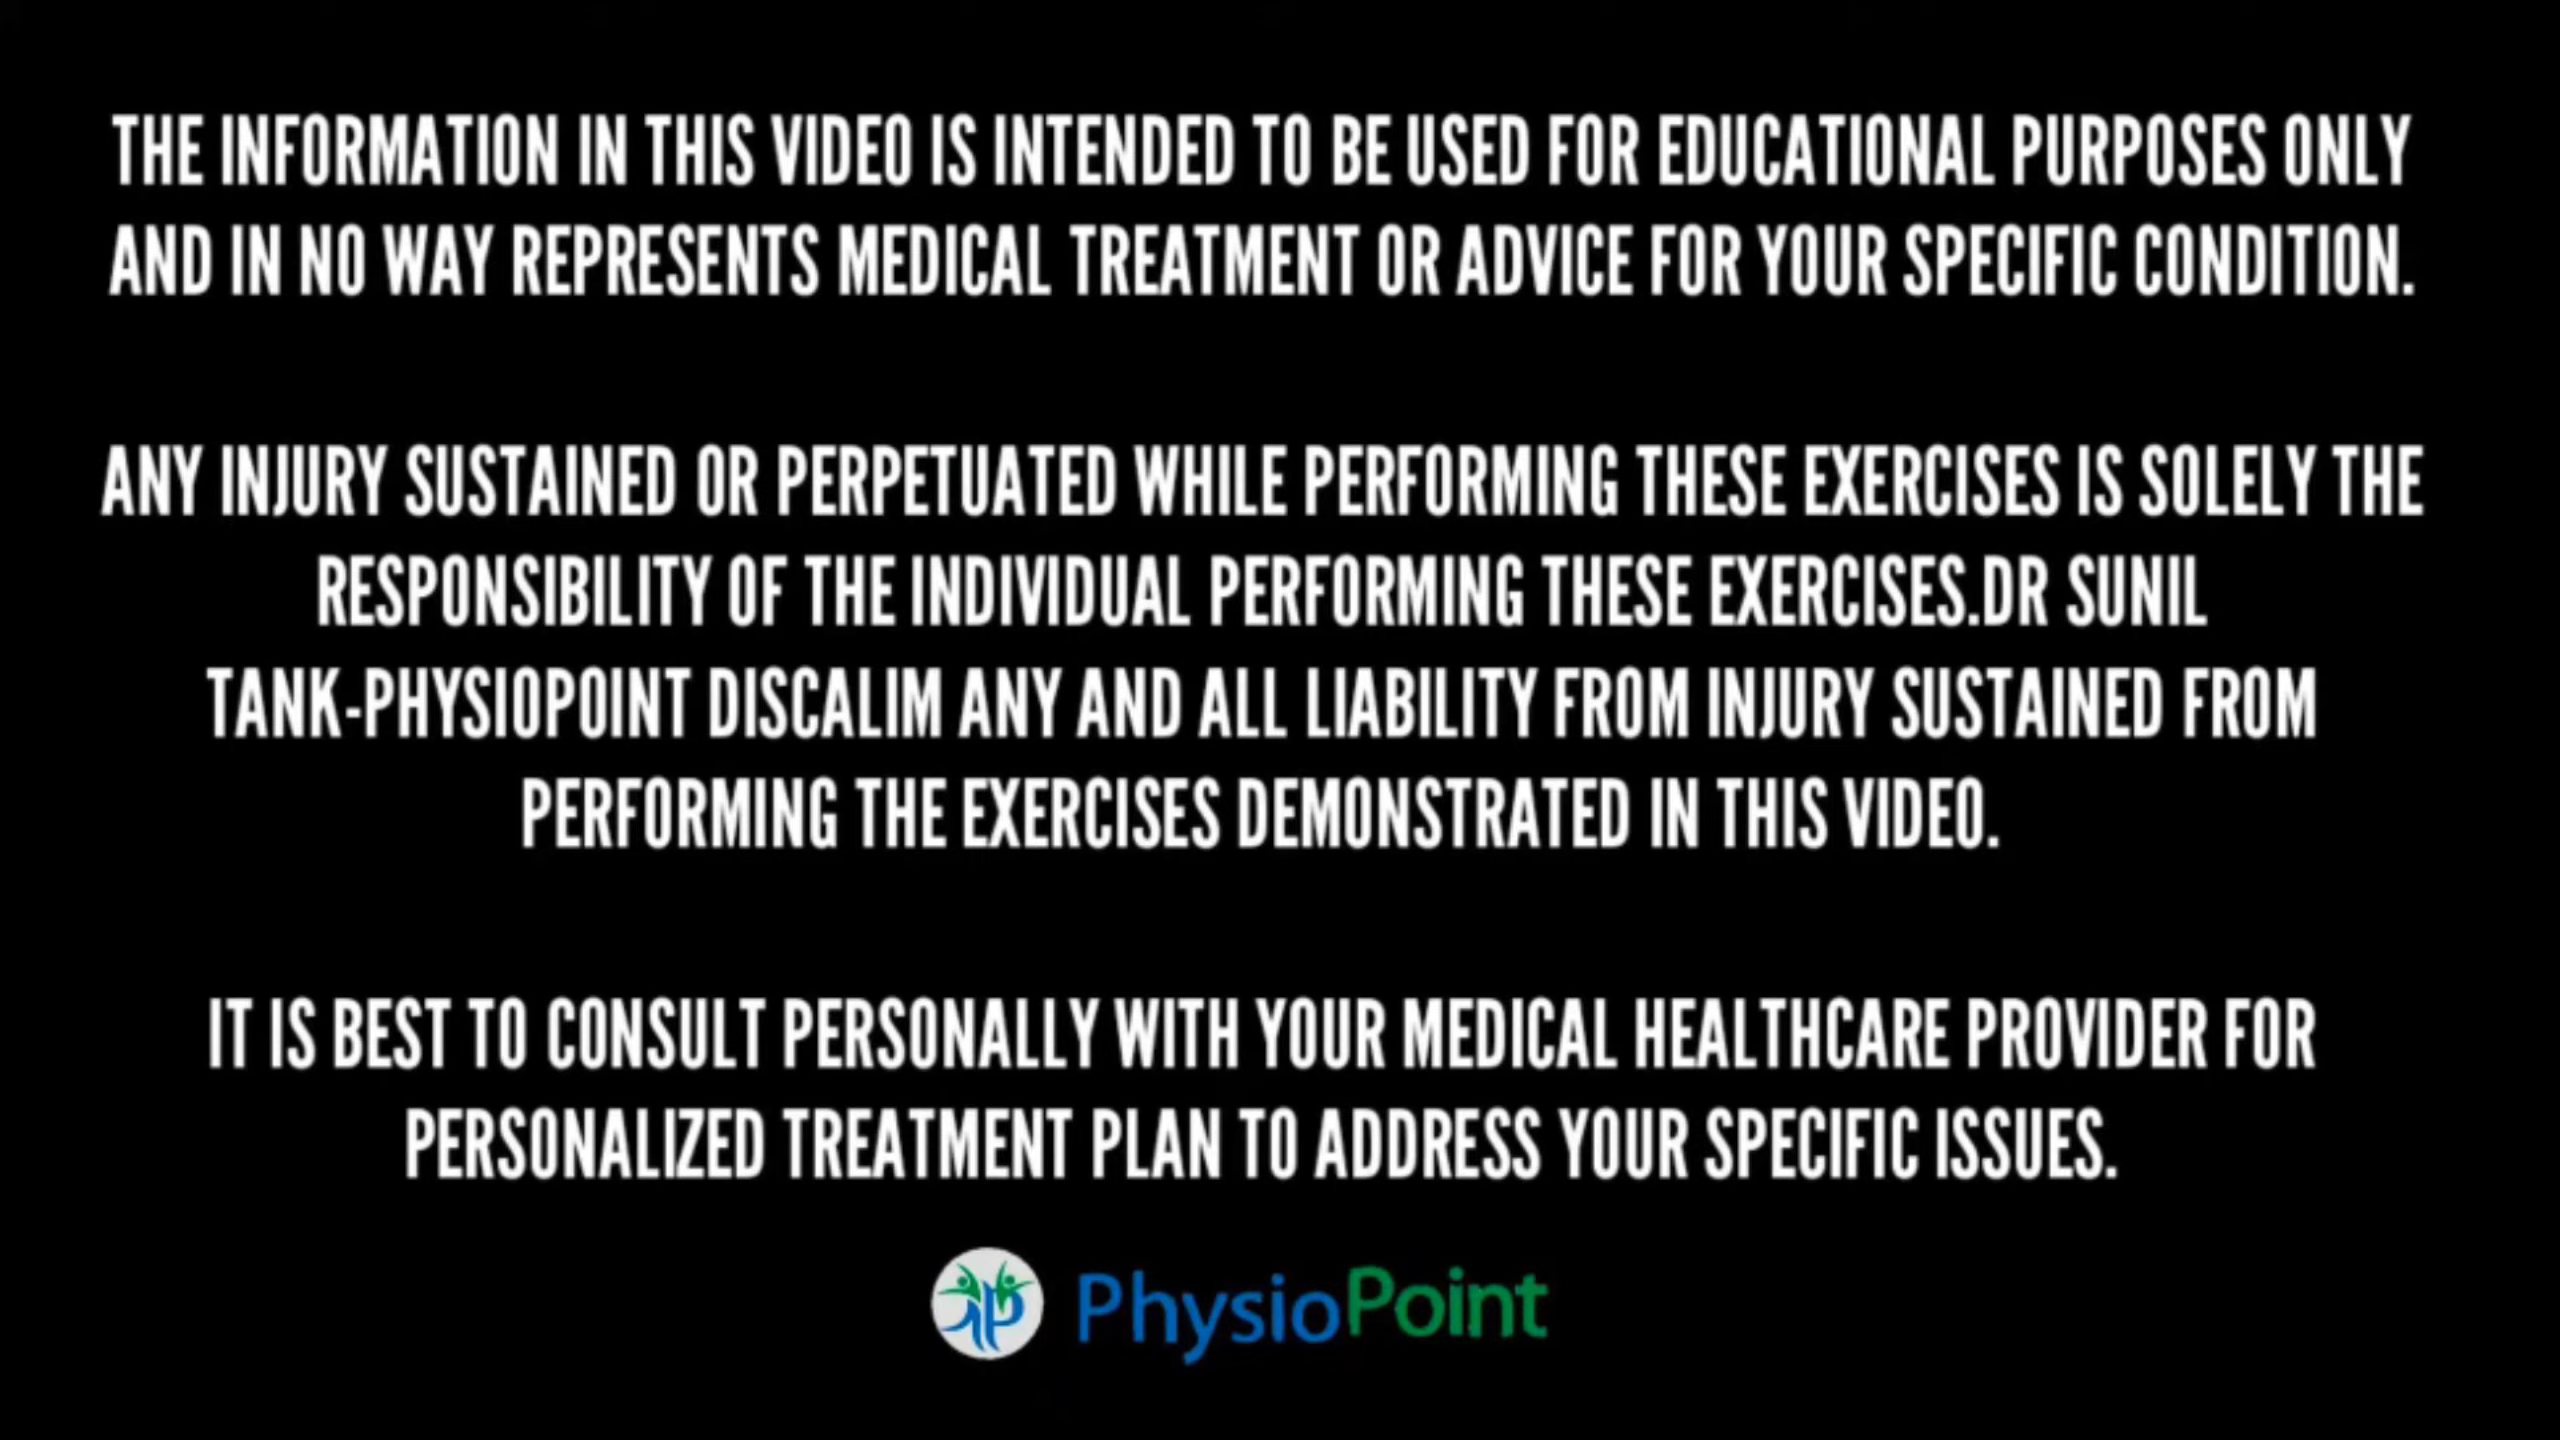 THE INFORMATION IN THIS VIDEO IS INTENDED TO BE USED FOR EDUCATIONAL PURPOSES ONLY
AND IN NO WAY REPRESENTS MEDICAL TREATMENT OR ADVICE FOR YOUR SPECIFIC CONDITION.
ANY INJURY SUSTAINED OR PERPETUATED WHILE PERFORMING THESE EXERCISES IS SOLELY THE
RESPONSIBILITY OF THE INDIVIDUAL PERFORMING THESE EXERCISES.DR SUNIL
TANK-PHYSIOPOINT DISCALIM ANY AND ALL LIABILITY FROM INJURY SUSTAINED FROM
PERFORMING THE EXERCISES DEMONSTRATED IN THIS VIDEO.
IT IS BEST TO CONSULT PERSONALLY WITH YOUR MEDICAL HEALTHCARE PROVIDER FOR
PERSONALIZED TREATMENT PLAN TO ADDRESS YOUR SPECIFIC ISSUES.
PhysioPoint